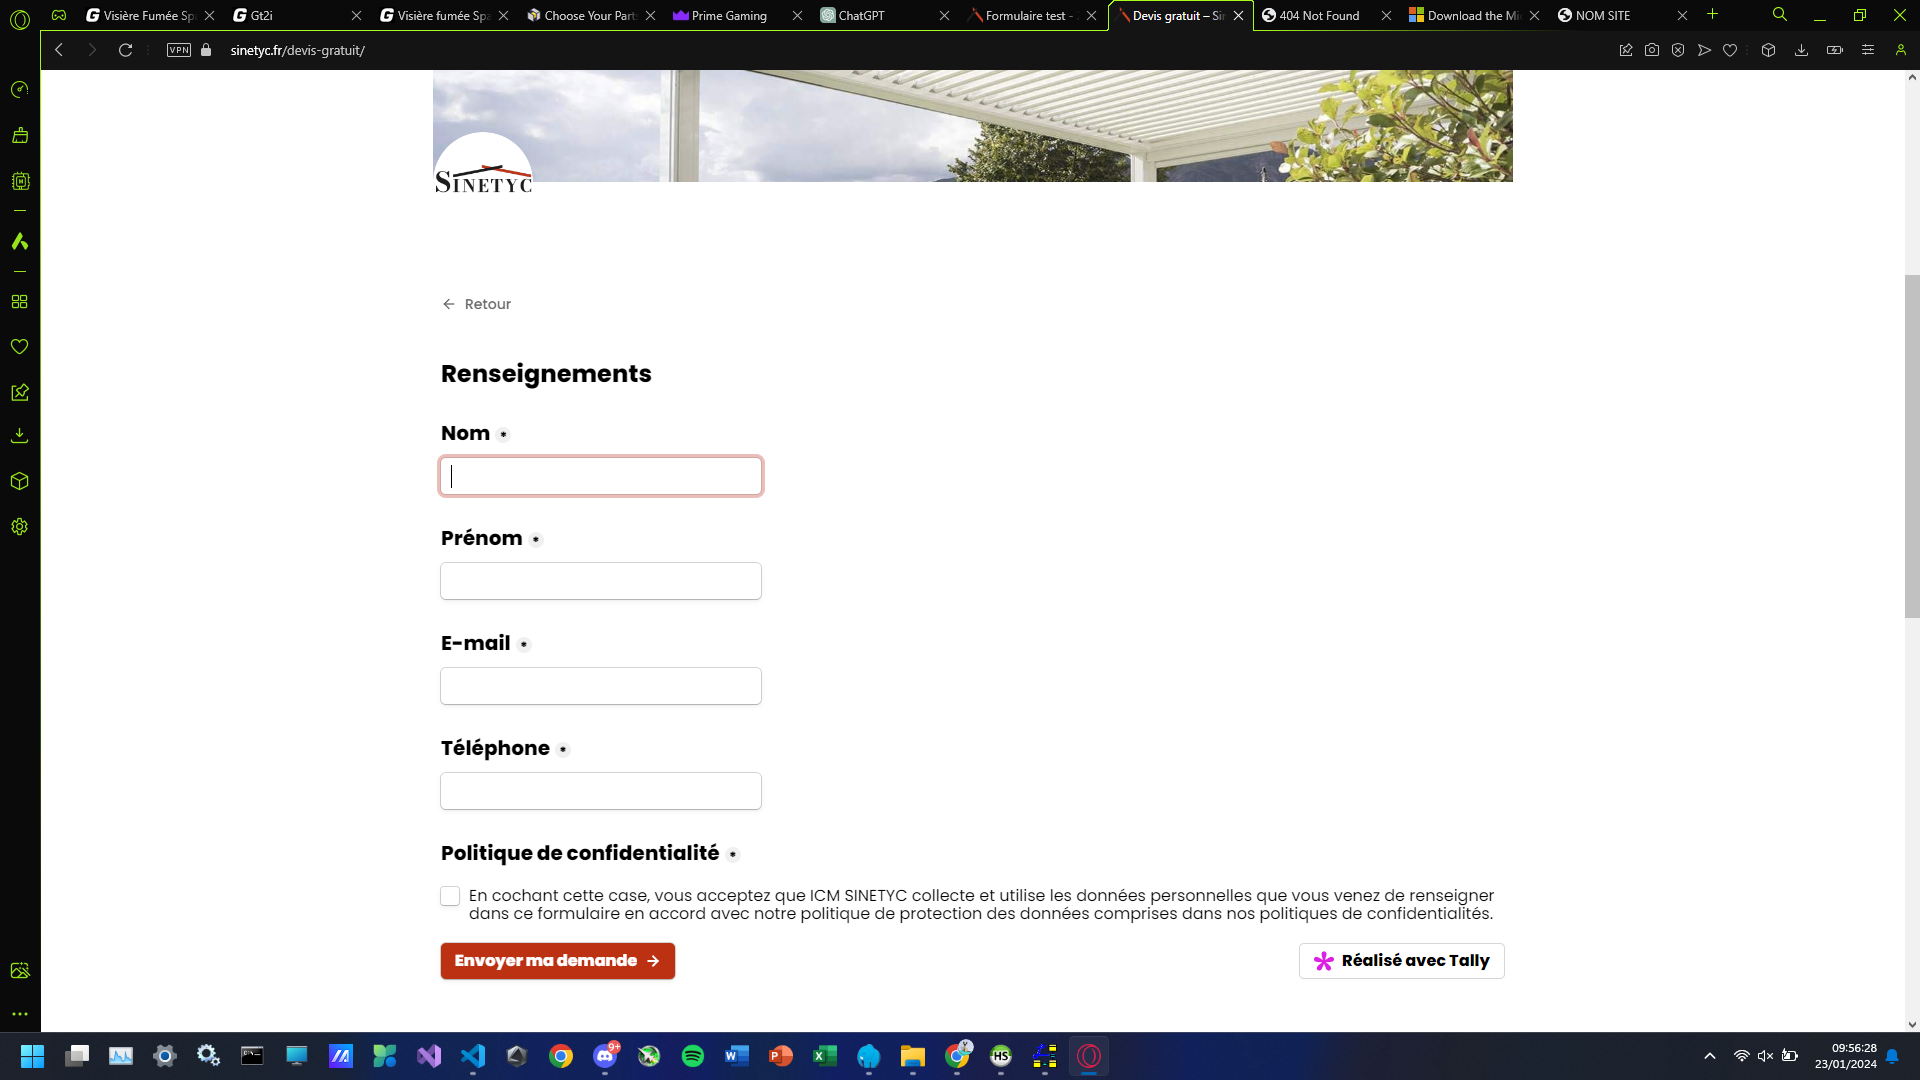 Visière Fumée Spa
Gt2i
Visière fumée Spa
Choose Your Part
Prime Gaming
ChatGPT
Formulaire test -
Devis gratuit – Sin
404 Not Found
Download the Mi
NOM SITE
VPN
sinetyc.fr/devis-gratuit/
SINETYC
Retour
Renseignements
Nom *
Prénom *
E-mail *
Téléphone *
Politique de confidentialité *
En cochant cette case, vous acceptez que ICM SINETYC collecte et utilise les données personnelles que vous venez de renseigner
dans ce formulaire en accord avec notre politique de protection des données comprises dans nos politiques de confidentialités.
Envoyer ma demande →
Réalisé avec Tally
9+
HS
09:56:28
23/01/2024